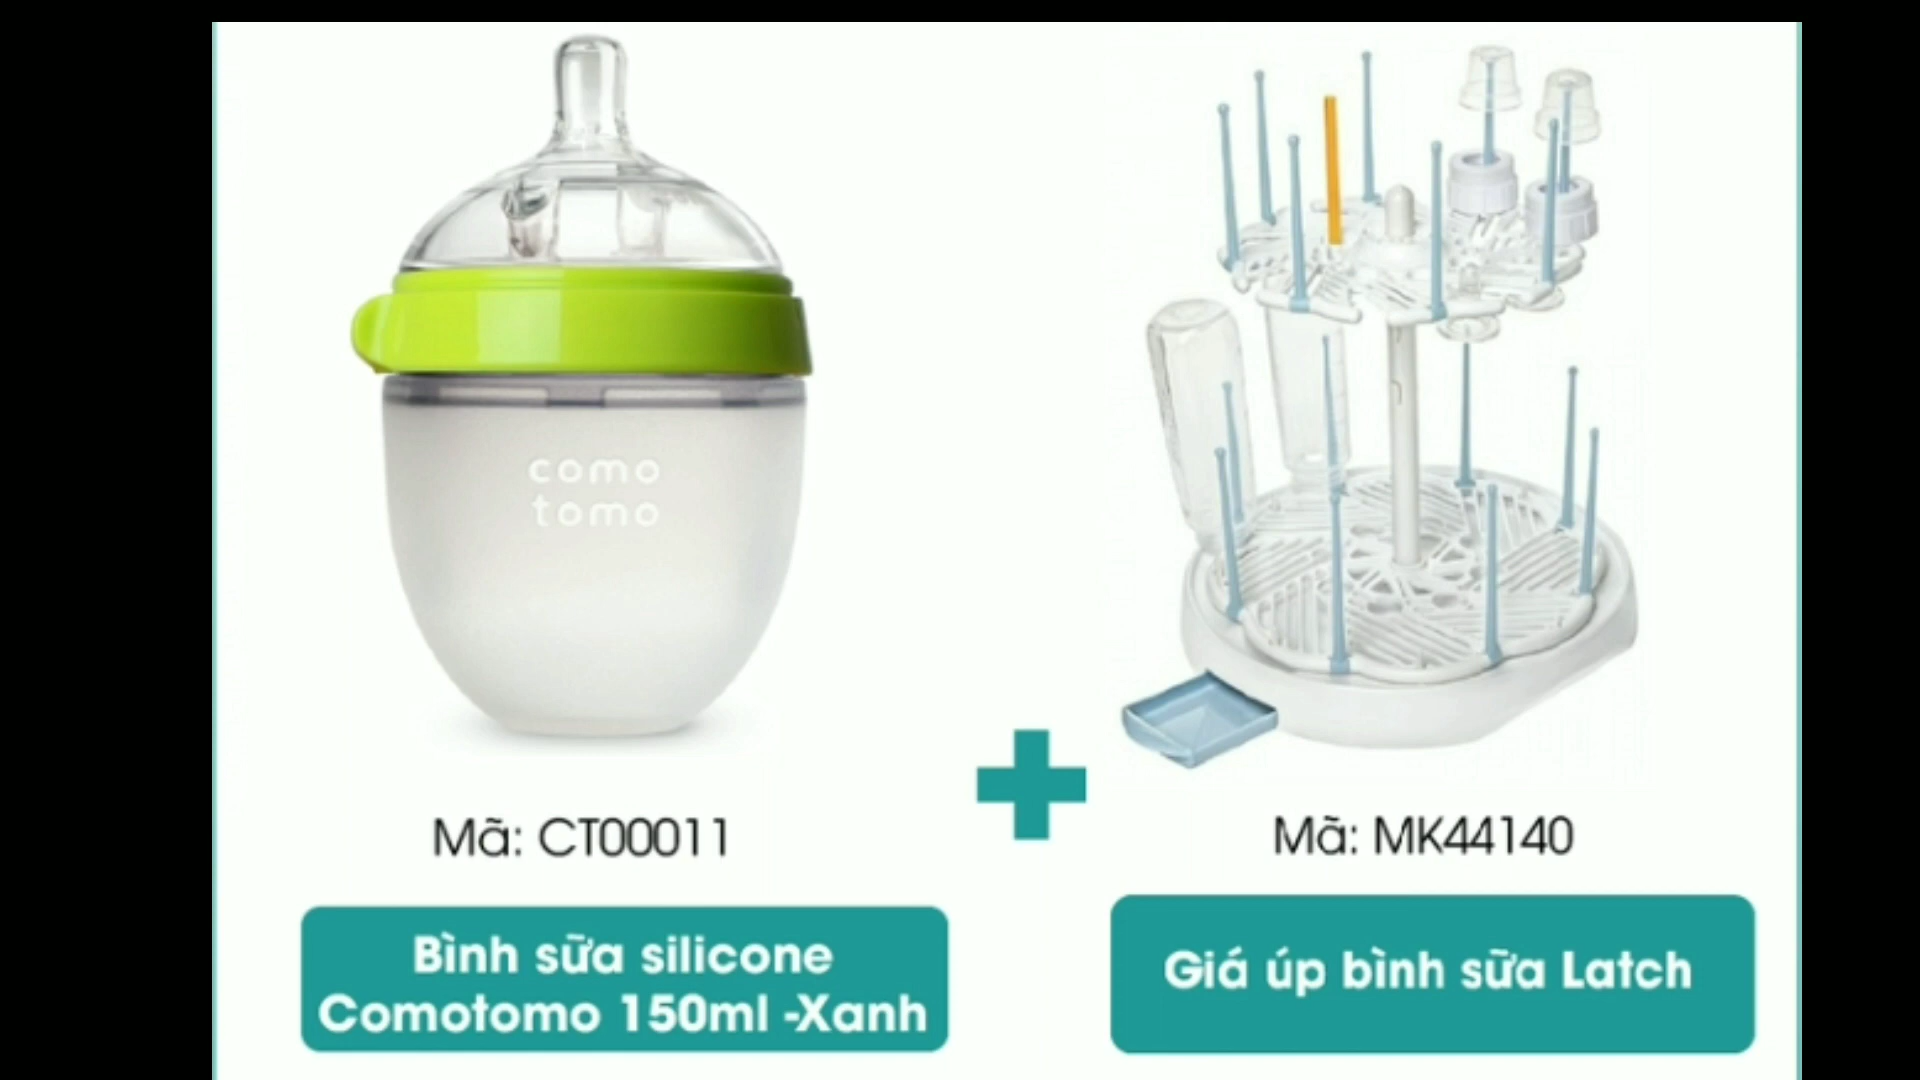 como
tomo
Mã: CT00011
Mã: MK44140
Bình sữa silicone
Comotomo 150ml -Xanh
Giá úp bình sữa Latch